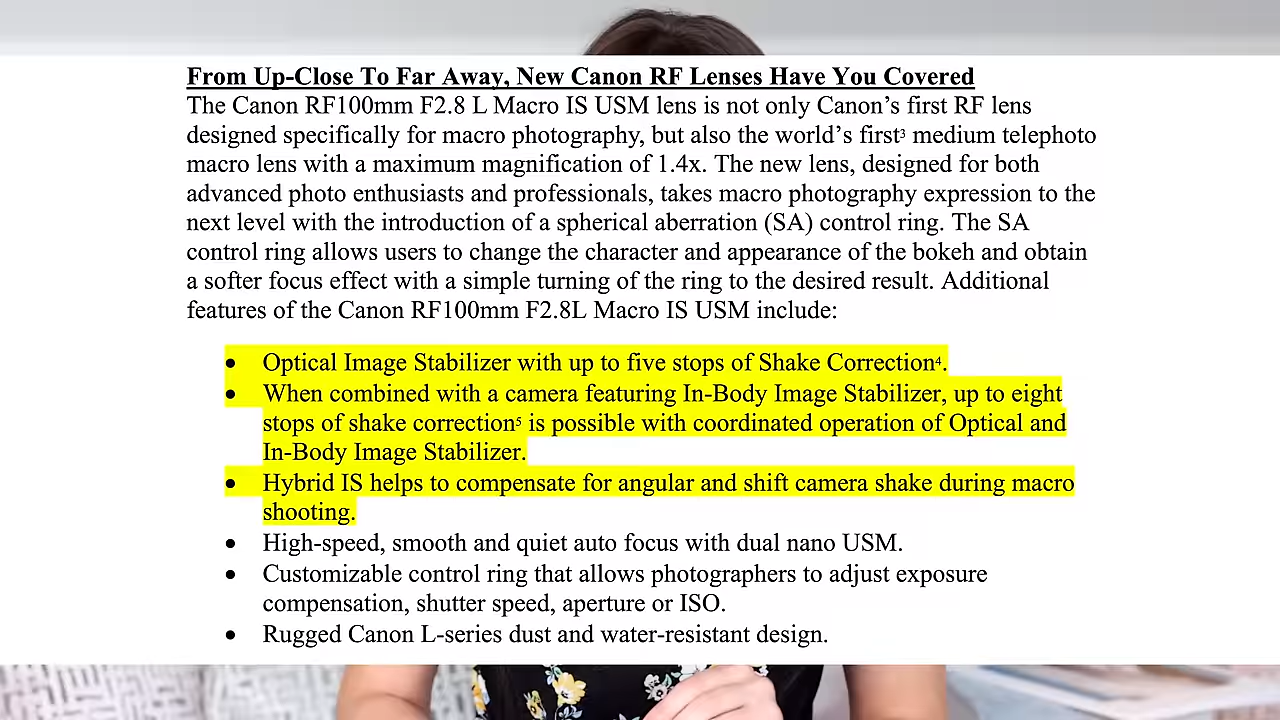 From Up-Close To Far Away, New Canon RF Lenses Have You Covered
The Canon RF100mm F2.8 L Macro IS USM lens is not only Canon’s first RF lens
designed specifically for macro photography, but also the world’s first³ medium telephoto
macro lens with a maximum magnification of 1.4x. The new lens, designed for both
advanced photo enthusiasts and professionals, takes macro photography expression to the
next level with the introduction of a spherical aberration (SA) control ring. The SA
control ring allows users to change the character and appearance of the bokeh and obtain
a softer focus effect with a simple turning of the ring to the desired result. Additional
features of the Canon RF100mm F2.8L Macro IS USM include:
• Optical Image Stabilizer with up to five stops of Shake Correction⁴.
• When combined with a camera featuring In-Body Image Stabilizer, up to eight
stops of shake correction⁵ is possible with coordinated operation of Optical and
In-Body Image Stabilizer.
• Hybrid IS helps to compensate for angular and shift camera shake during macro
shooting.
• High-speed, smooth and quiet auto focus with dual nano USM.
• Customizable control ring that allows photographers to adjust exposure
compensation, shutter speed, aperture or ISO.
• Rugged Canon L-series dust and water-resistant design.